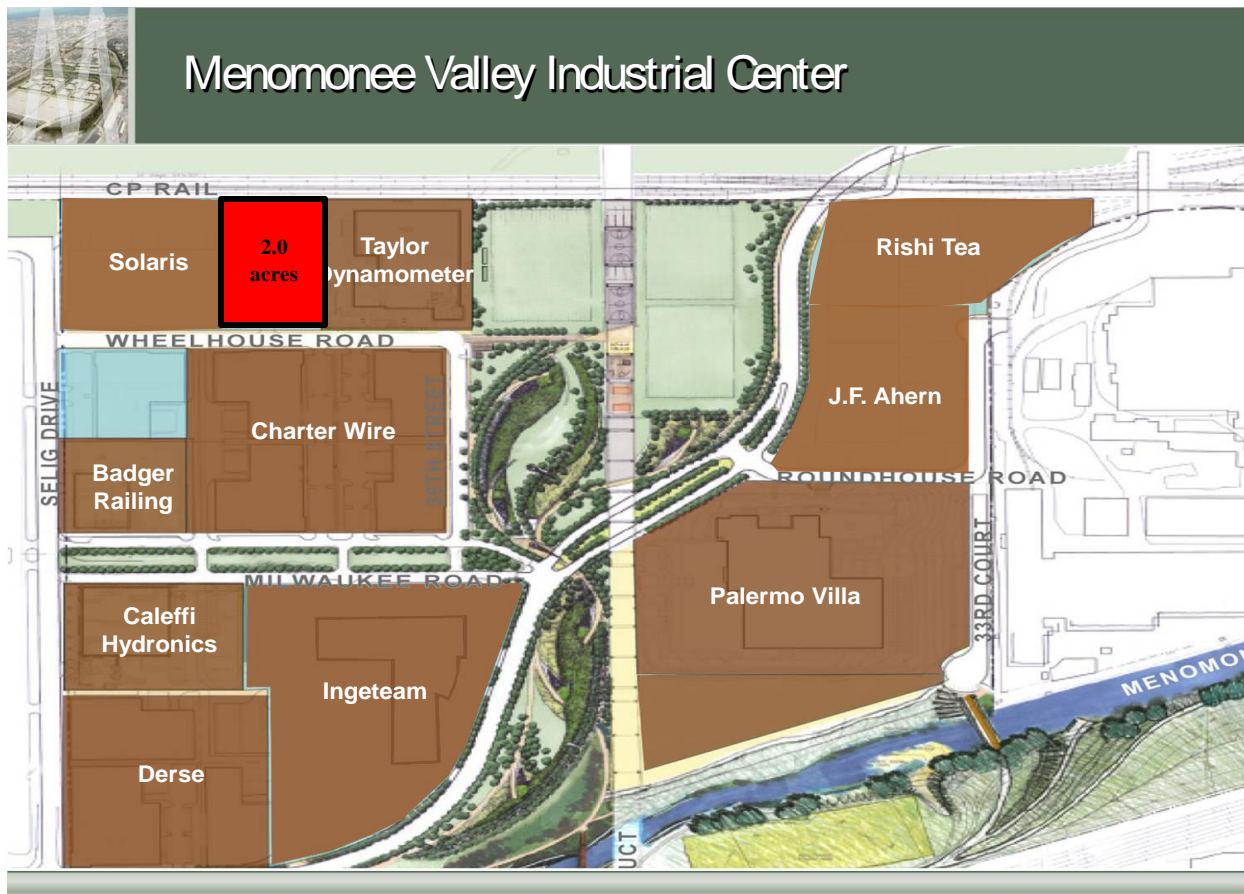 Menomonee Valley Industrial Center
CP RAIL
Solaris
2.0
acres
Taylor
Dynamometer
Rishi Tea
WHEELHOUSE ROAD
SELIG DRIVE
Charter Wire
J.F. Ahern
Badger
Railing
STREET
ROUNDHOUSE ROAD
33RD COURT
MILWAUKEE ROAD
Caleffi
Hydronics
Ingeteam
Palermo Villa
MENOMON
Derse
UCT